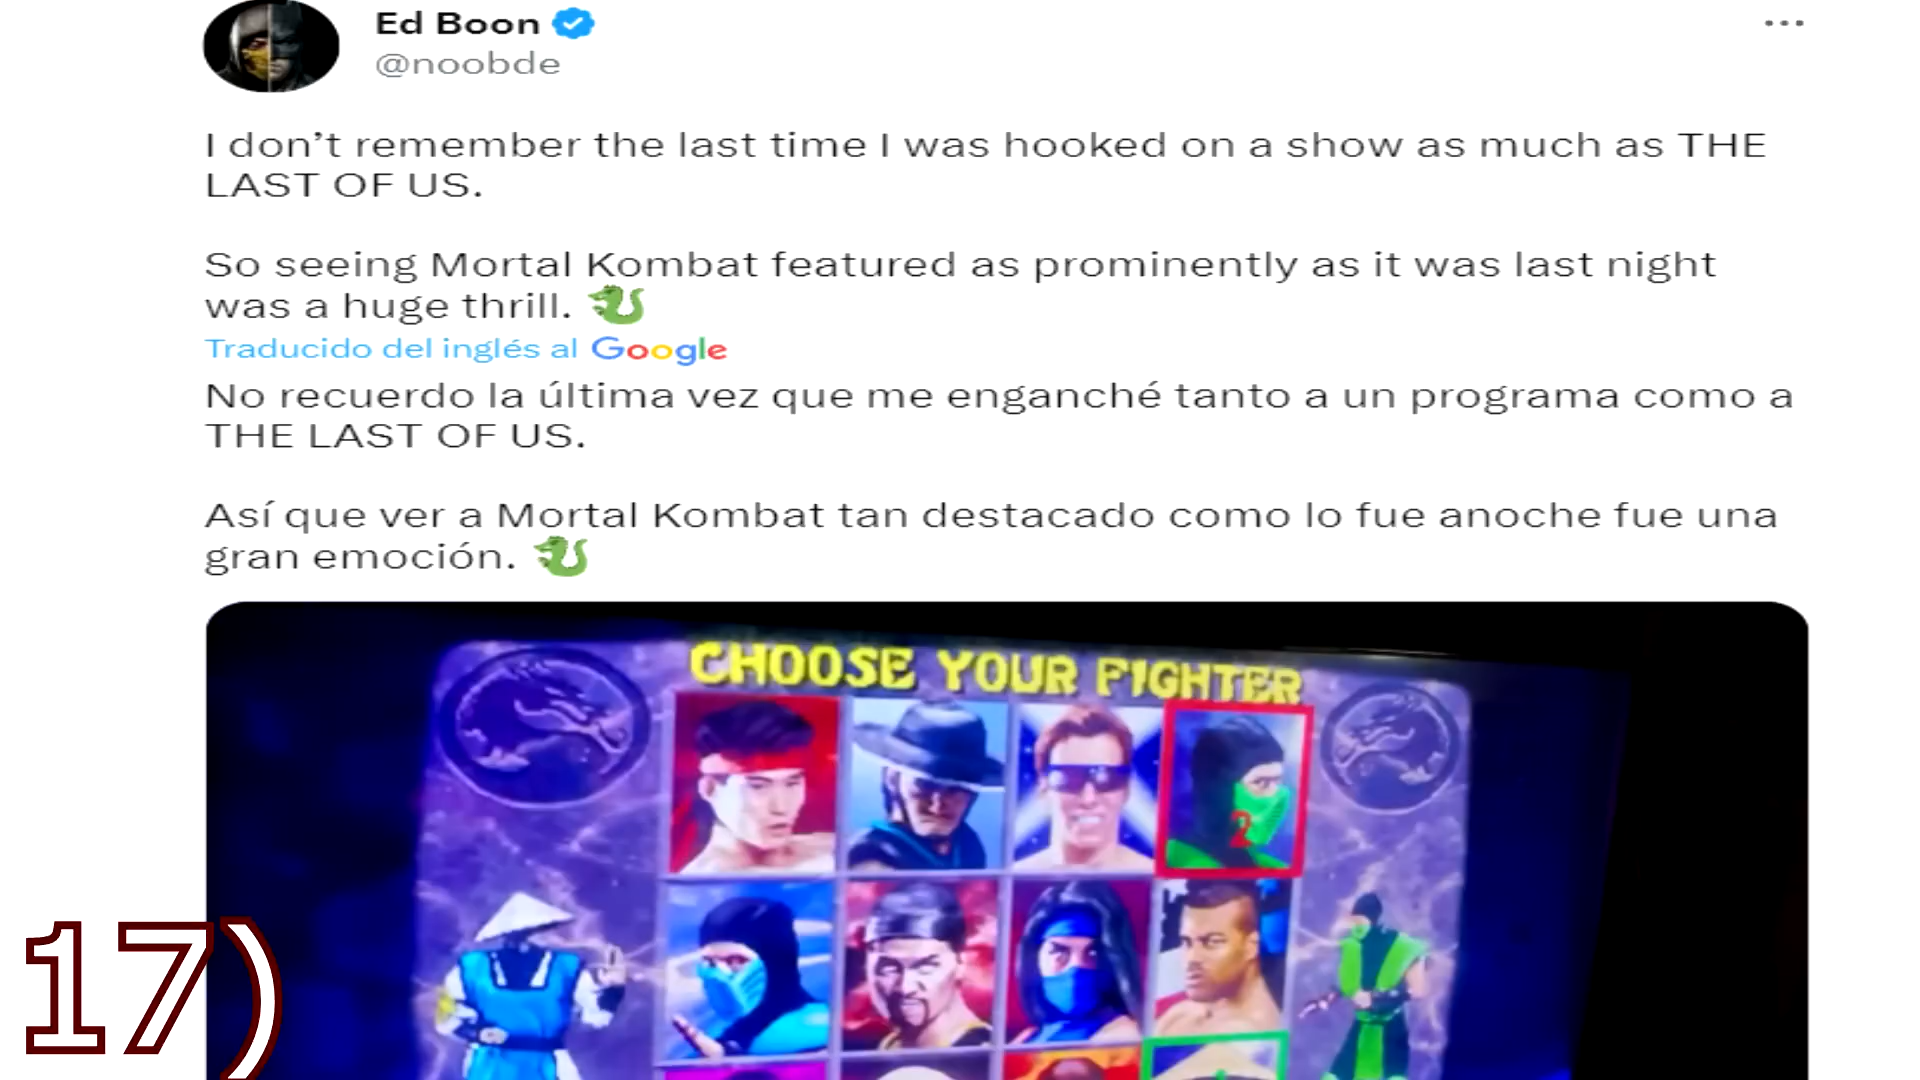 Ed Boon
@noobde
I don’t remember the last time I was hooked on a show as much as THE
LAST OF US.
So seeing Mortal Kombat featured as prominently as it was last night
was a huge thrill. 🐉
Traducido del inglés al Google
No recuerdo la última vez que me enganché tanto a un programa como a
THE LAST OF US.
Así que ver a Mortal Kombat tan destacado como lo fue anoche fue una
gran emoción. 🐉
CHOOSE YOUR FIGHTER
2
17)